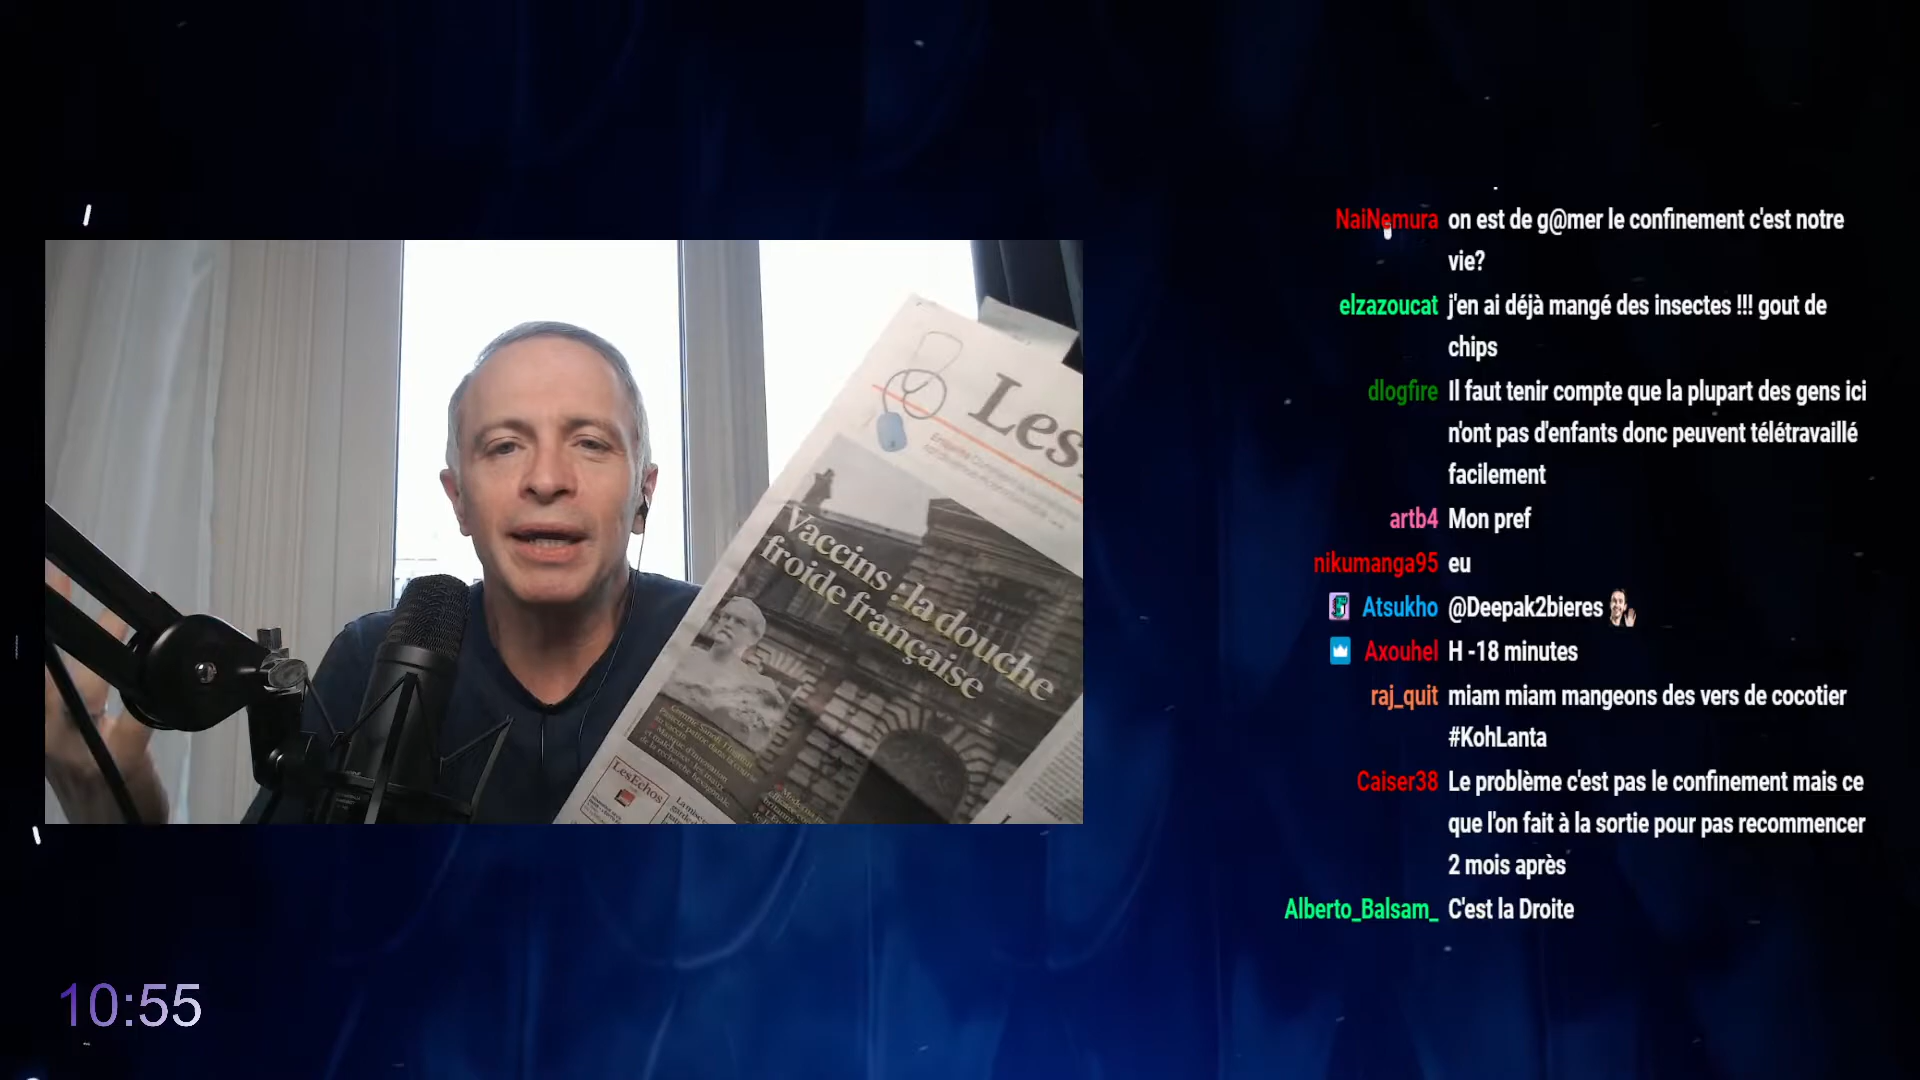 NaiNemura on est de g@mer le confinement c'est notre
vie?
elzazoucat j'en ai déjà mangé des insectes !!! gout de
chips
dlogfire Il faut tenir compte que la plupart des gens ici
n'ont pas d'enfants donc peuvent télétravaillé
facilement
artb4 Mon pref
nikumanga95 eu
Atsukho @Deepak2bieres
Axouhel H -18 minutes
raj_quit miam miam mangeons des vers de cocotier
#KohLanta
Caiser38 Le problème c'est pas le confinement mais ce
que l'on fait à la sortie pour pas recommencer
2 mois après
Alberto_Balsam_ C'est la Droite
Les
Vaccins : la douche
froide française
LesEchos
10:55